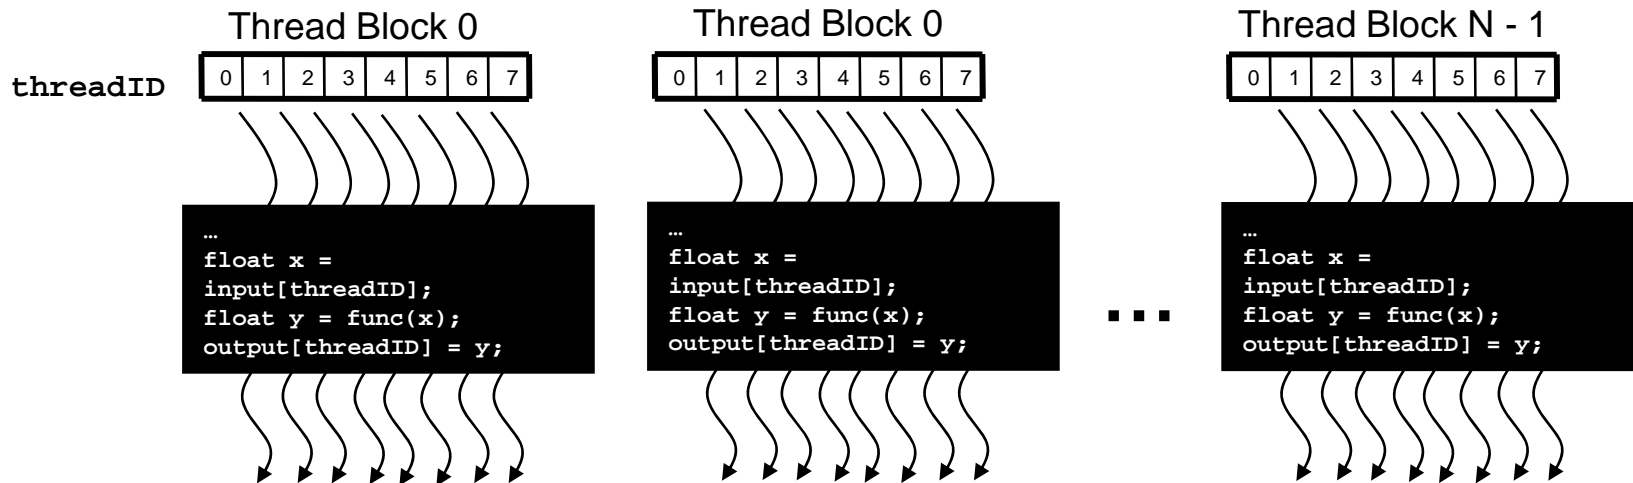 Thread Block 0
Thread Block 0
Thread Block N - 1
threadID
0 1 2 3 4 5 6 7
0 1 2 3 4 5 6 7
0 1 2 3 4 5 6 7
…
float x =
input[threadID];
float y = func(x);
output[threadID] = y;
…
float x =
input[threadID];
float y = func(x);
output[threadID] = y;
…
…
float x =
input[threadID];
float y = func(x);
output[threadID] = y;